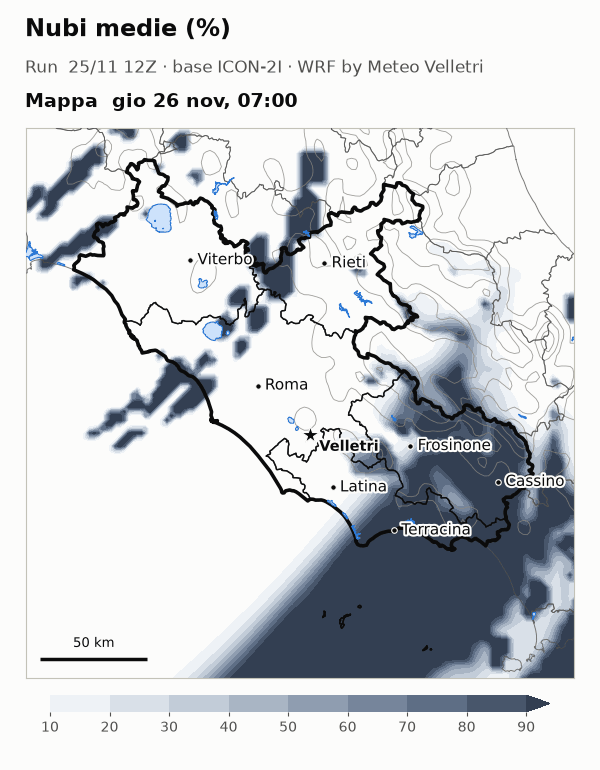 Nubi medie (%)
Run  25/11 12Z · base ICON-2I · WRF by Meteo Velletri
Mappa  gio 26 nov, 07:00
Viterbo
Rieti
Roma
Velletri
Frosinone
Latina
Cassino
Terracina
50 km
10 20 30 40 50 60 70 80 90